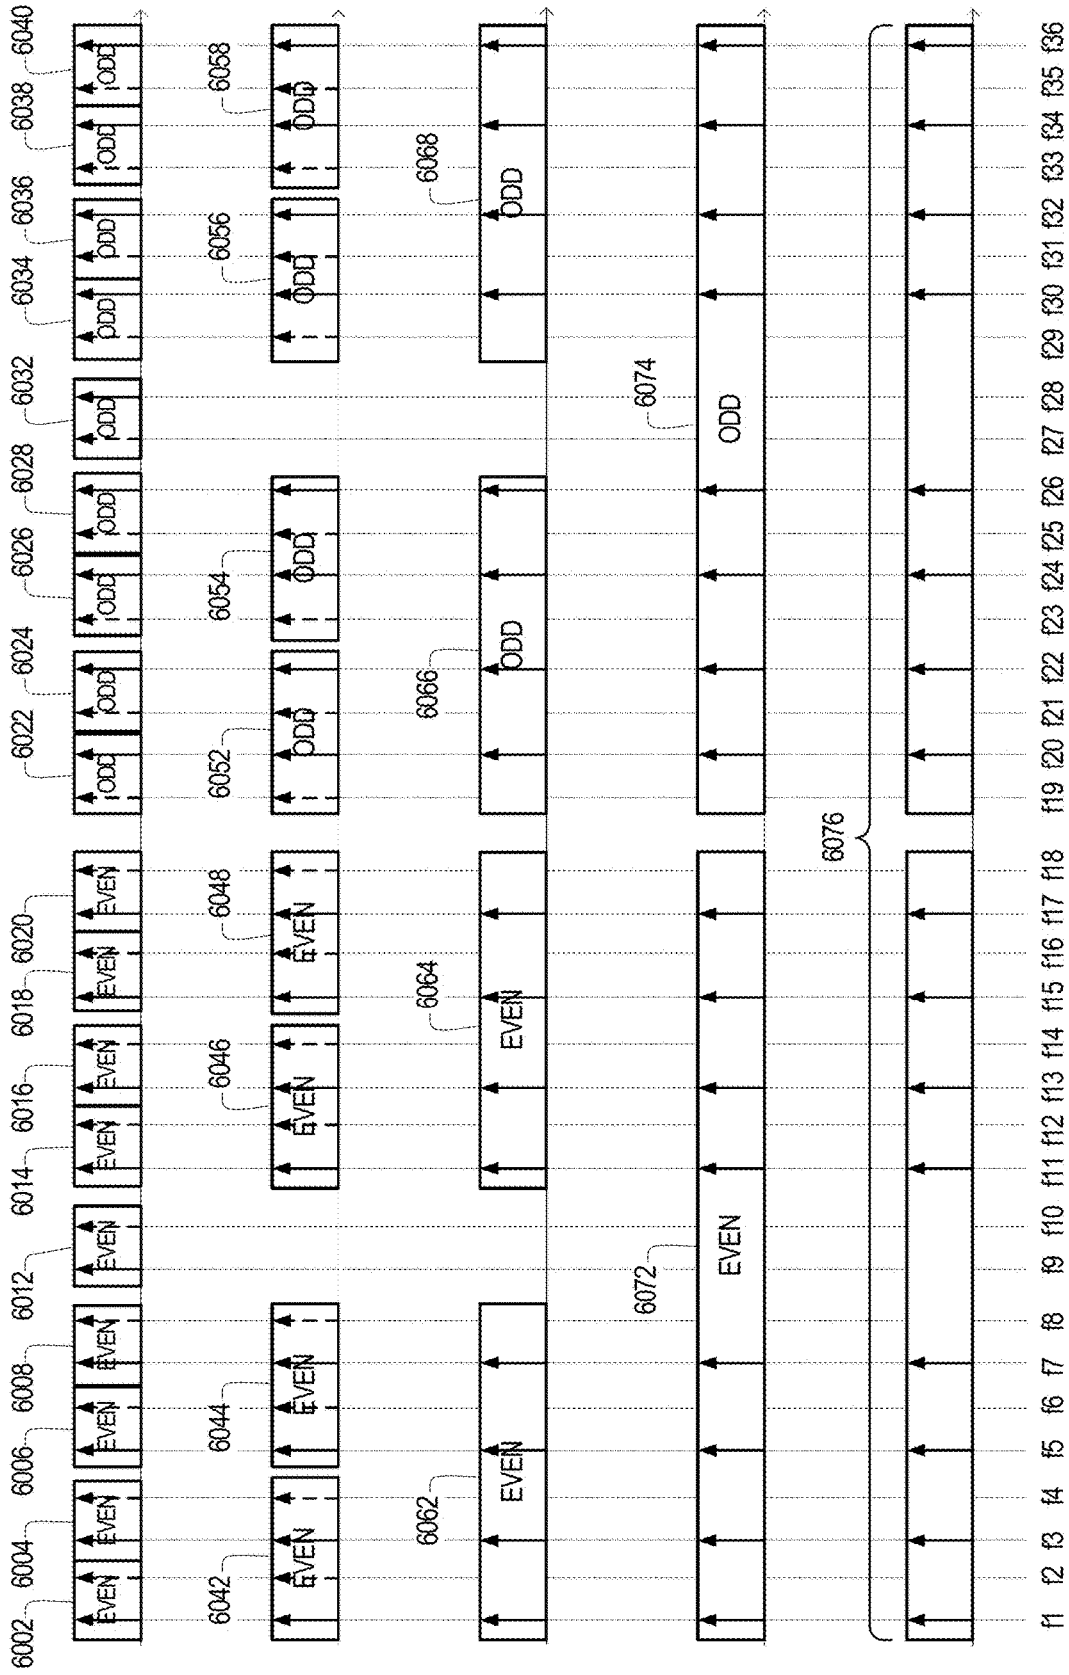 6002 6004 6006 6008 6012 6014 6016 6018 6020 6022 6024 6026 6028 6032 6034 6036 6038 6040
EVEN EVEN EVEN EVEN EVEN EVEN EVEN EVEN EVEN ODD ODD ODD ODD ODD ODD ODD ODD ODD
6042 6044 6046 6048 6052 6054 6056 6058
EVEN EVEN EVEN EVEN ODD ODD ODD ODD
6062 6064 6066 6068
EVEN EVEN ODD ODD
6072 6074
EVEN ODD
6076
f1 f2 f3 f4 f5 f6 f7 f8 f9 f10 f11 f12 f13 f14 f15 f16 f17 f18 f19 f20 f21 f22 f23 f24 f25 f26 f27 f28 f29 f30 f31 f32 f33 f34 f35 f36